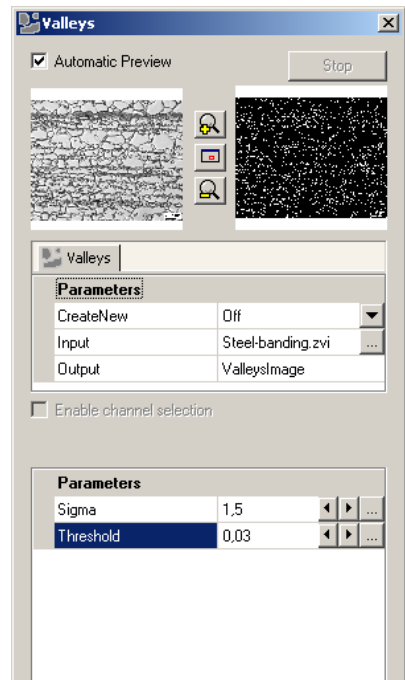 Valleys
Automatic Preview
Stop
Valleys
Parameters
CreateNew Off
Input Steel-banding.zvi ...
Output ValleysImage
Enable channel selection
Parameters
Sigma 1,5 ...
Threshold 0,03 ...